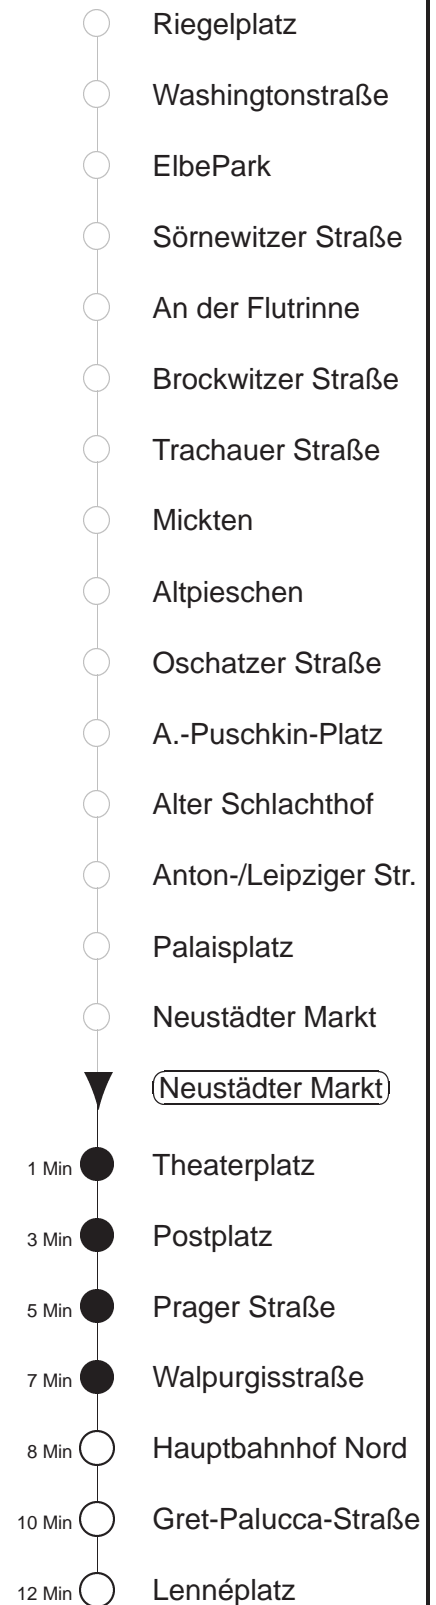 Riegelplatz
Washingtonstraße
ElbePark
Sörnewitzer Straße
An der Flutrinne
Brockwitzer Straße
Trachauer Straße
Mickten
Altpieschen
Oschatzer Straße
A.-Puschkin-Platz
Alter Schlachthof
Anton-/Leipziger Str.
Palaisplatz
Neustädter Markt
Neustädter Markt
1 Min Theaterplatz
3 Min Postplatz
5 Min Prager Straße
7 Min Walpurgisstraße
8 Min Hauptbahnhof Nord
10 Min Gret-Palucca-Straße
12 Min Lennéplatz